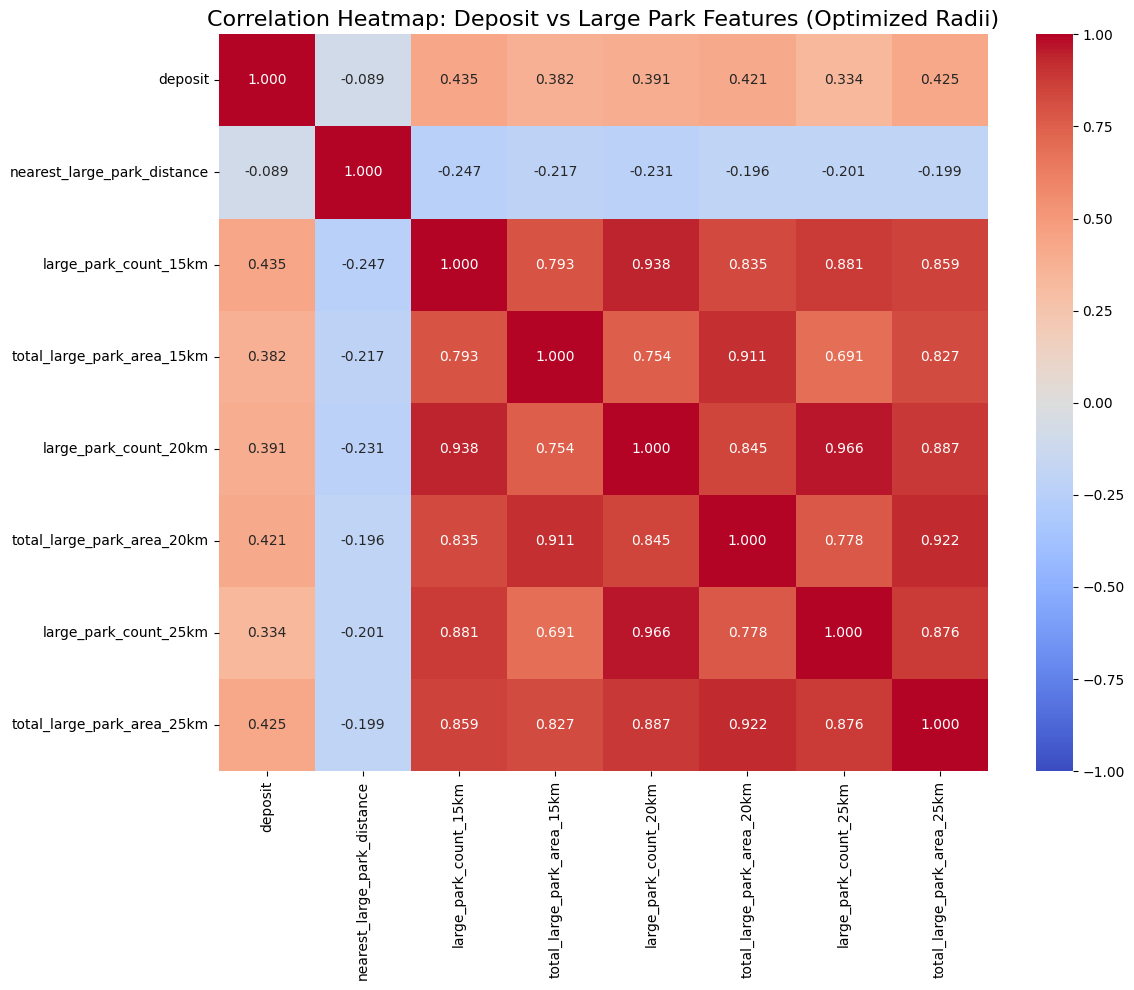 Correlation Heatmap: Deposit vs Large Park Features (Optimized Radii)
deposit 1.000 -0.089 0.435 0.382 0.391 0.421 0.334 0.425
nearest_large_park_distance -0.089 1.000 -0.247 -0.217 -0.231 -0.196 -0.201 -0.199
large_park_count_15km 0.435 -0.247 1.000 0.793 0.938 0.835 0.881 0.859
total_large_park_area_15km 0.382 -0.217 0.793 1.000 0.754 0.911 0.691 0.827
large_park_count_20km 0.391 -0.231 0.938 0.754 1.000 0.845 0.966 0.887
total_large_park_area_20km 0.421 -0.196 0.835 0.911 0.845 1.000 0.778 0.922
large_park_count_25km 0.334 -0.201 0.881 0.691 0.966 0.778 1.000 0.876
total_large_park_area_25km 0.425 -0.199 0.859 0.827 0.887 0.922 0.876 1.000
deposit
nearest_large_park_distance
large_park_count_15km
total_large_park_area_15km
large_park_count_20km
total_large_park_area_20km
large_park_count_25km
total_large_park_area_25km
1.00
0.75
0.50
0.25
0.00
−0.25
−0.50
−0.75
−1.00